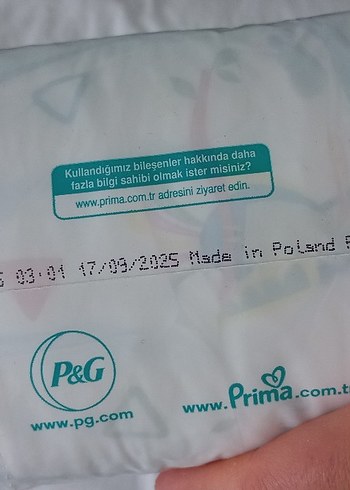 Kullandığımız bileşenler hakkında daha
fazla bilgi sahibi olmak ister misiniz?
www.prima.com.tr adresini ziyaret edin.
03:01 17/09/2025 Made in Poland
P&G
www.pg.com
www.Prima.com.t